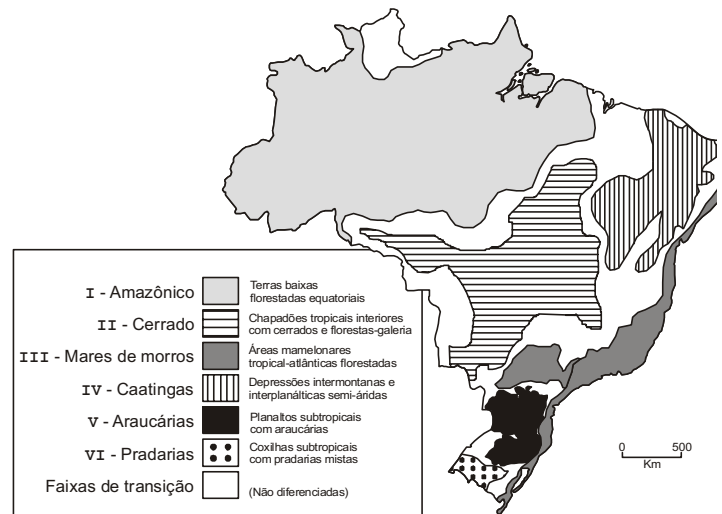 I - Amazônico
Terras baixas
florestadas equatoriais
II - Cerrado
Chapadões tropicais interiores
com cerrados e florestas-galeria
III - Mares de morros
Áreas mamelonares
tropical-atlânticas florestadas
IV - Caatingas
Depressões intermontanas e
interplanálticas semi-áridas
V - Araucárias
Planaltos subtropicais
com araucárias
VI - Pradarias
Coxilhas subtropicais
com pradarias mistas
Faixas de transição
(Não diferenciadas)
0 500
Km